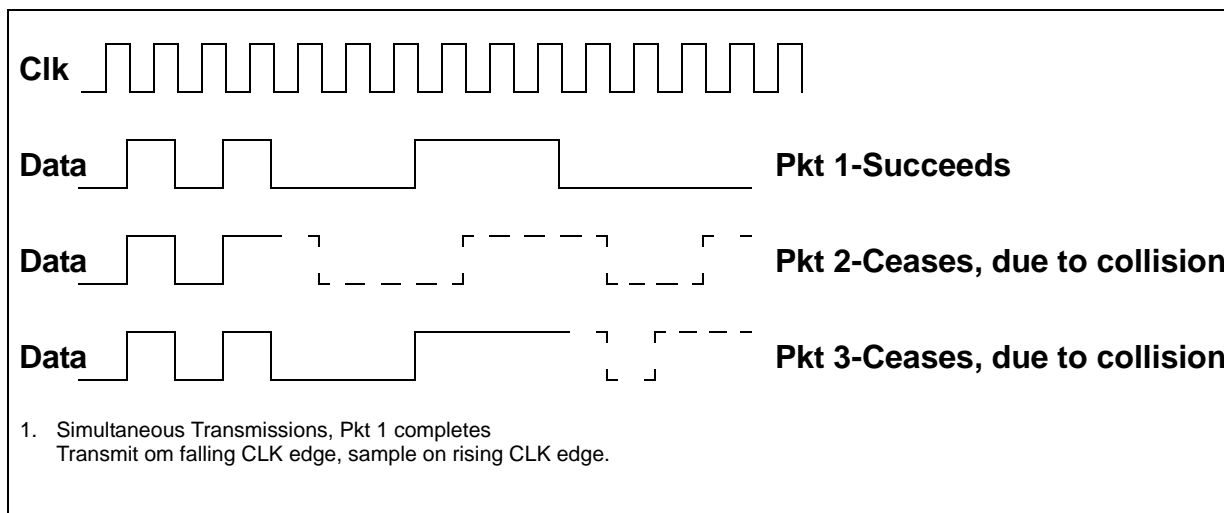 Clk
Data Pkt 1-Succeeds
Data Pkt 2-Ceases, due to collision
Data Pkt 3-Ceases, due to collision
1. Simultaneous Transmissions, Pkt 1 completes
Transmit om falling CLK edge, sample on rising CLK edge.